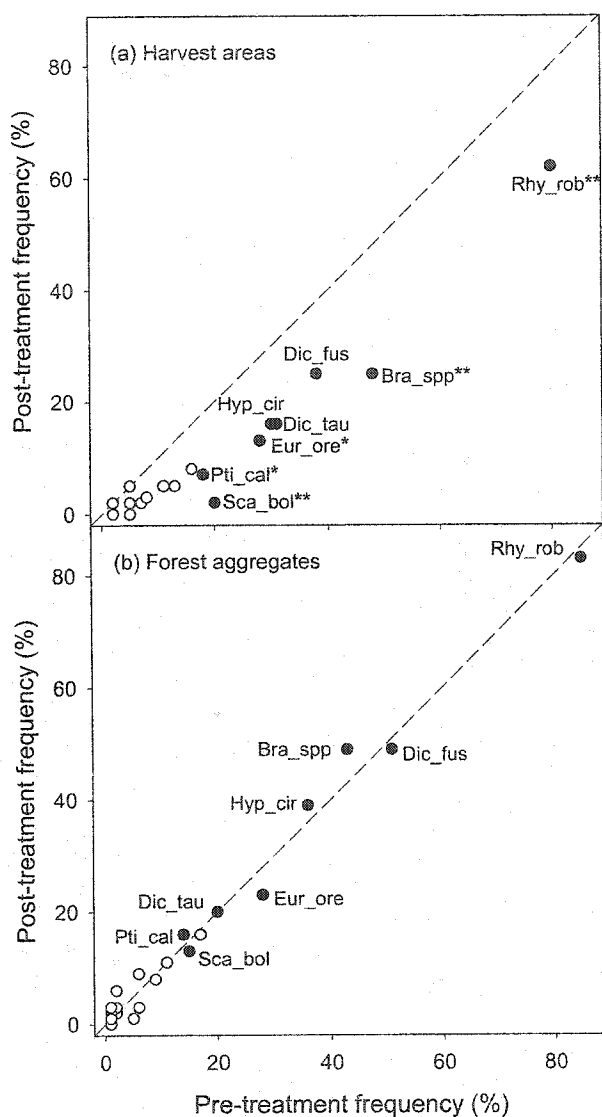 (a) Harvest areas
80
60
40
20
0
Post-treatment frequency (%)
Rhy_rob**
Dic_fus
Bra_spp**
Hyp_cir
Dic_tau
Eur_ore*
Pti_cal*
Sca_bol**
(b) Forest aggregates
80
60
40
20
0
Post-treatment frequency (%)
Rhy_rob
Bra_spp
Dic_fus
Hyp_cir
Dic_tau
Eur_ore
Pti_cal
Sca_bol
0 20 40 60 80
Pre-treatment frequency (%)